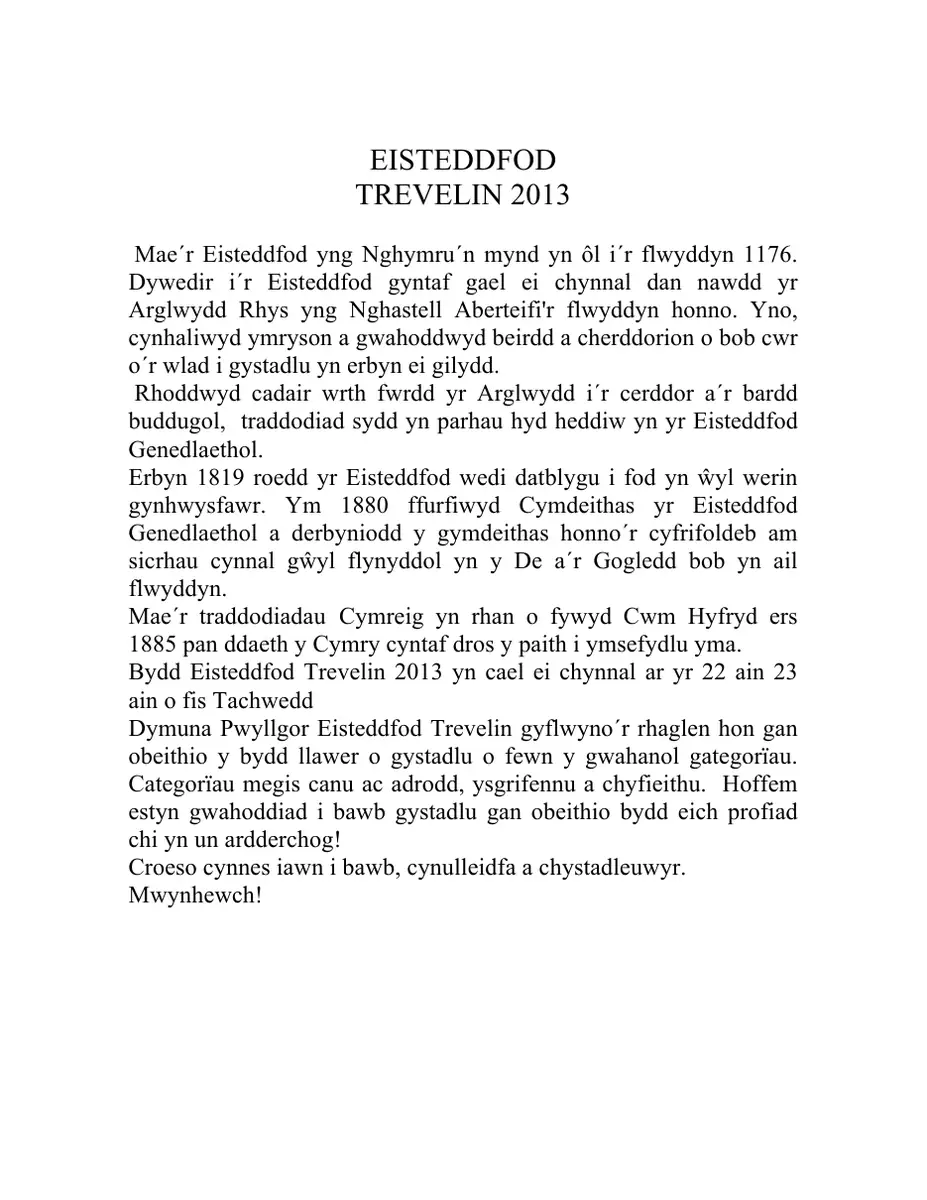 EISTEDDFOD
TREVELIN 2013
Mae´r Eisteddfod yng Nghymru´n mynd yn ôl i´r flwyddyn 1176.
Dywedir i´r Eisteddfod gyntaf gael ei chynnal dan nawdd yr
Arglwydd Rhys yng Nghastell Aberteifi'r flwyddyn honno. Yno,
cynhaliwyd ymryson a gwahoddwyd beirdd a cherddorion o bob cwr
o´r wlad i gystadlu yn erbyn ei gilydd.
Rhoddwyd cadair wrth fwrdd yr Arglwydd i´r cerddor a´r bardd
buddugol,  traddodiad sydd yn parhau hyd heddiw yn yr Eisteddfod
Genedlaethol.
Erbyn 1819 roedd yr Eisteddfod wedi datblygu i fod yn ŵyl werin
gynhwysfawr. Ym 1880 ffurfiwyd Cymdeithas yr Eisteddfod
Genedlaethol a derbyniodd y gymdeithas honno´r cyfrifoldeb am
sicrhau cynnal gŵyl flynyddol yn y De a´r Gogledd bob yn ail
flwyddyn.
Mae´r traddodiadau Cymreig yn rhan o fywyd Cwm Hyfryd ers
1885 pan ddaeth y Cymry cyntaf dros y paith i ymsefydlu yma.
Bydd Eisteddfod Trevelin 2013 yn cael ei chynnal ar yr 22 ain 23
ain o fis Tachwedd
Dymuna Pwyllgor Eisteddfod Trevelin gyflwyno´r rhaglen hon gan
obeithio y bydd llawer o gystadlu o fewn y gwahanol gategorïau.
Categorïau megis canu ac adrodd, ysgrifennu a chyfieithu.  Hoffem
estyn gwahoddiad i bawb gystadlu gan obeithio bydd eich profiad
chi yn un ardderchog!
Croeso cynnes iawn i bawb, cynulleidfa a chystadleuwyr.
Mwynhewch!